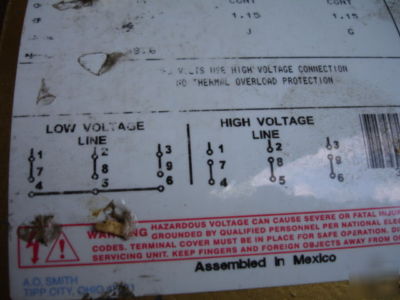 CONT CONT
1.15 1.15
J G
VOLTS USE HIGH VOLTAGE CONNECTION
NO THERMAL OVERLOAD PROTECTION
LOW VOLTAGE HIGH VOLTAGE
LINE LINE
1 2 3 1 2 3
7 8 9 7 8 9
4 5 6 4 5 6
WARNING HAZARDOUS VOLTAGE CAN CAUSE SEVERE OR FATAL
GROUNDED BY QUALIFIED PERSONNEL PER NATIONAL
CODES. TERMINAL COVER MUST BE IN PLACE FOR SAFE OPERATION.
SERVICING UNIT. KEEP FINGERS AND FOREIGN OBJECTS AWAY FROM
Assembled in Mexico
A.O. SMITH
TIPP CITY, OHIO